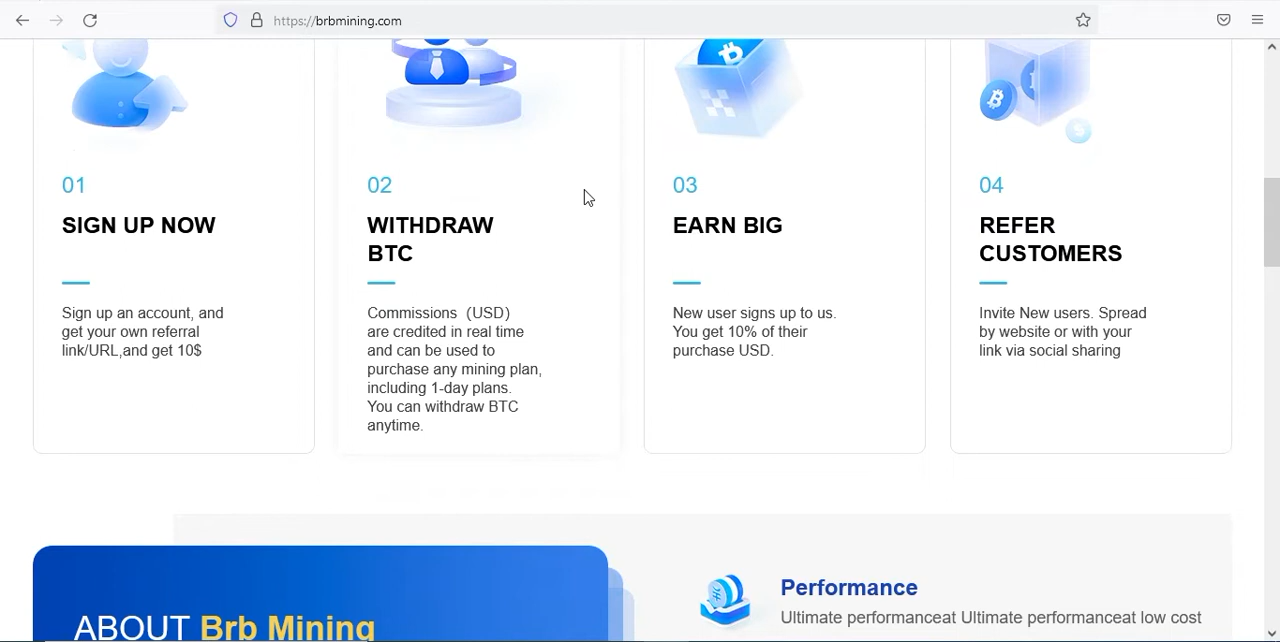 https://brbmining.com
01
SIGN UP NOW
Sign up an account, and
get your own referral
link/URL,and get 10$
02
WITHDRAW
BTC
Commissions（USD）
are credited in real time
and can be used to
purchase any mining plan,
including 1-day plans.
You can withdraw BTC
anytime.
03
EARN BIG
New user signs up to us.
You get 10% of their
purchase USD.
04
REFER
CUSTOMERS
Invite New users. Spread
by website or with your
link via social sharing
ABOUT Brb Mining
Performance
Ultimate performanceat Ultimate performanceat low cost